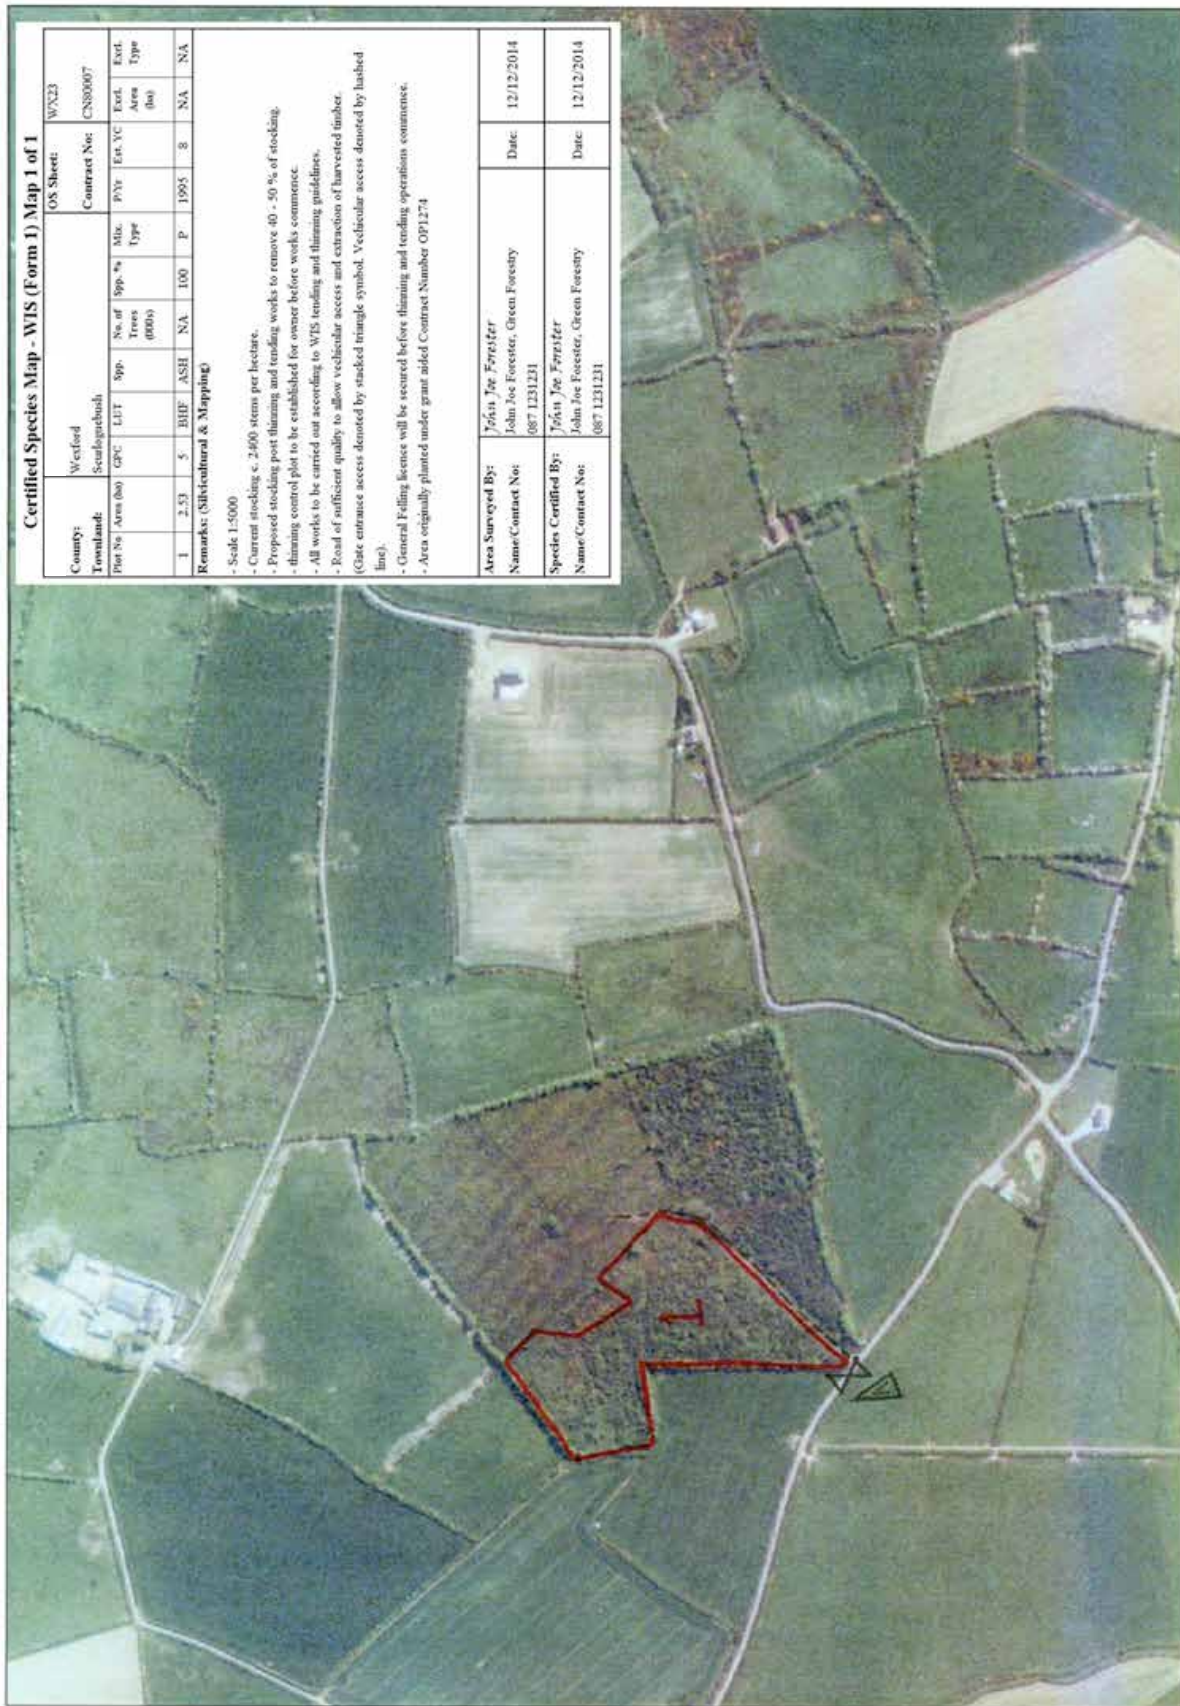 Certified Species Map - WIS (Form 1) Map 1 of 1
County: Wexford OS Sheet: WX23
Townland: Scurloguebush Contract No: CN80007
Plot No Area (ha) GPC LUT Spp. No. of Trees (000s) Spp. % Mix. Type P/Yr Est. YC Excl. Area (ha) Excl. Type
1 2.53 5 BHF ASH NA 100 P 1995 8 NA NA
Remarks: (Silvicultural & Mapping)
- Scale 1:5000
- Current stocking c. 2400 stems per hectare.
- Proposed stocking post thinning and tending works to remove 40 - 50 % of stocking.
- thinning control plot to be established for owner before works commence.
- All works to be carried out according to WIS tending and thinning guidelines.
- Road of sufficient quality to allow vechicular access and extraction of harvested timber.
(Gate entrance access denoted by stacked triangle symbol. Vechicular access denoted by hashed
line).
- General Felling licence will be secured before thinning and tending operations commence.
- Area originally planted under grant aided Contract Number OP1274
Area Surveyed By: John Joe Forester
Name/Contact No: John Joe Forester, Green Forestry Date: 12/12/2014
087 1231231
Species Certified By: John Joe Forester
Name/Contact No: John Joe Forester, Green Forestry Date: 12/12/2014
087 1231231
1